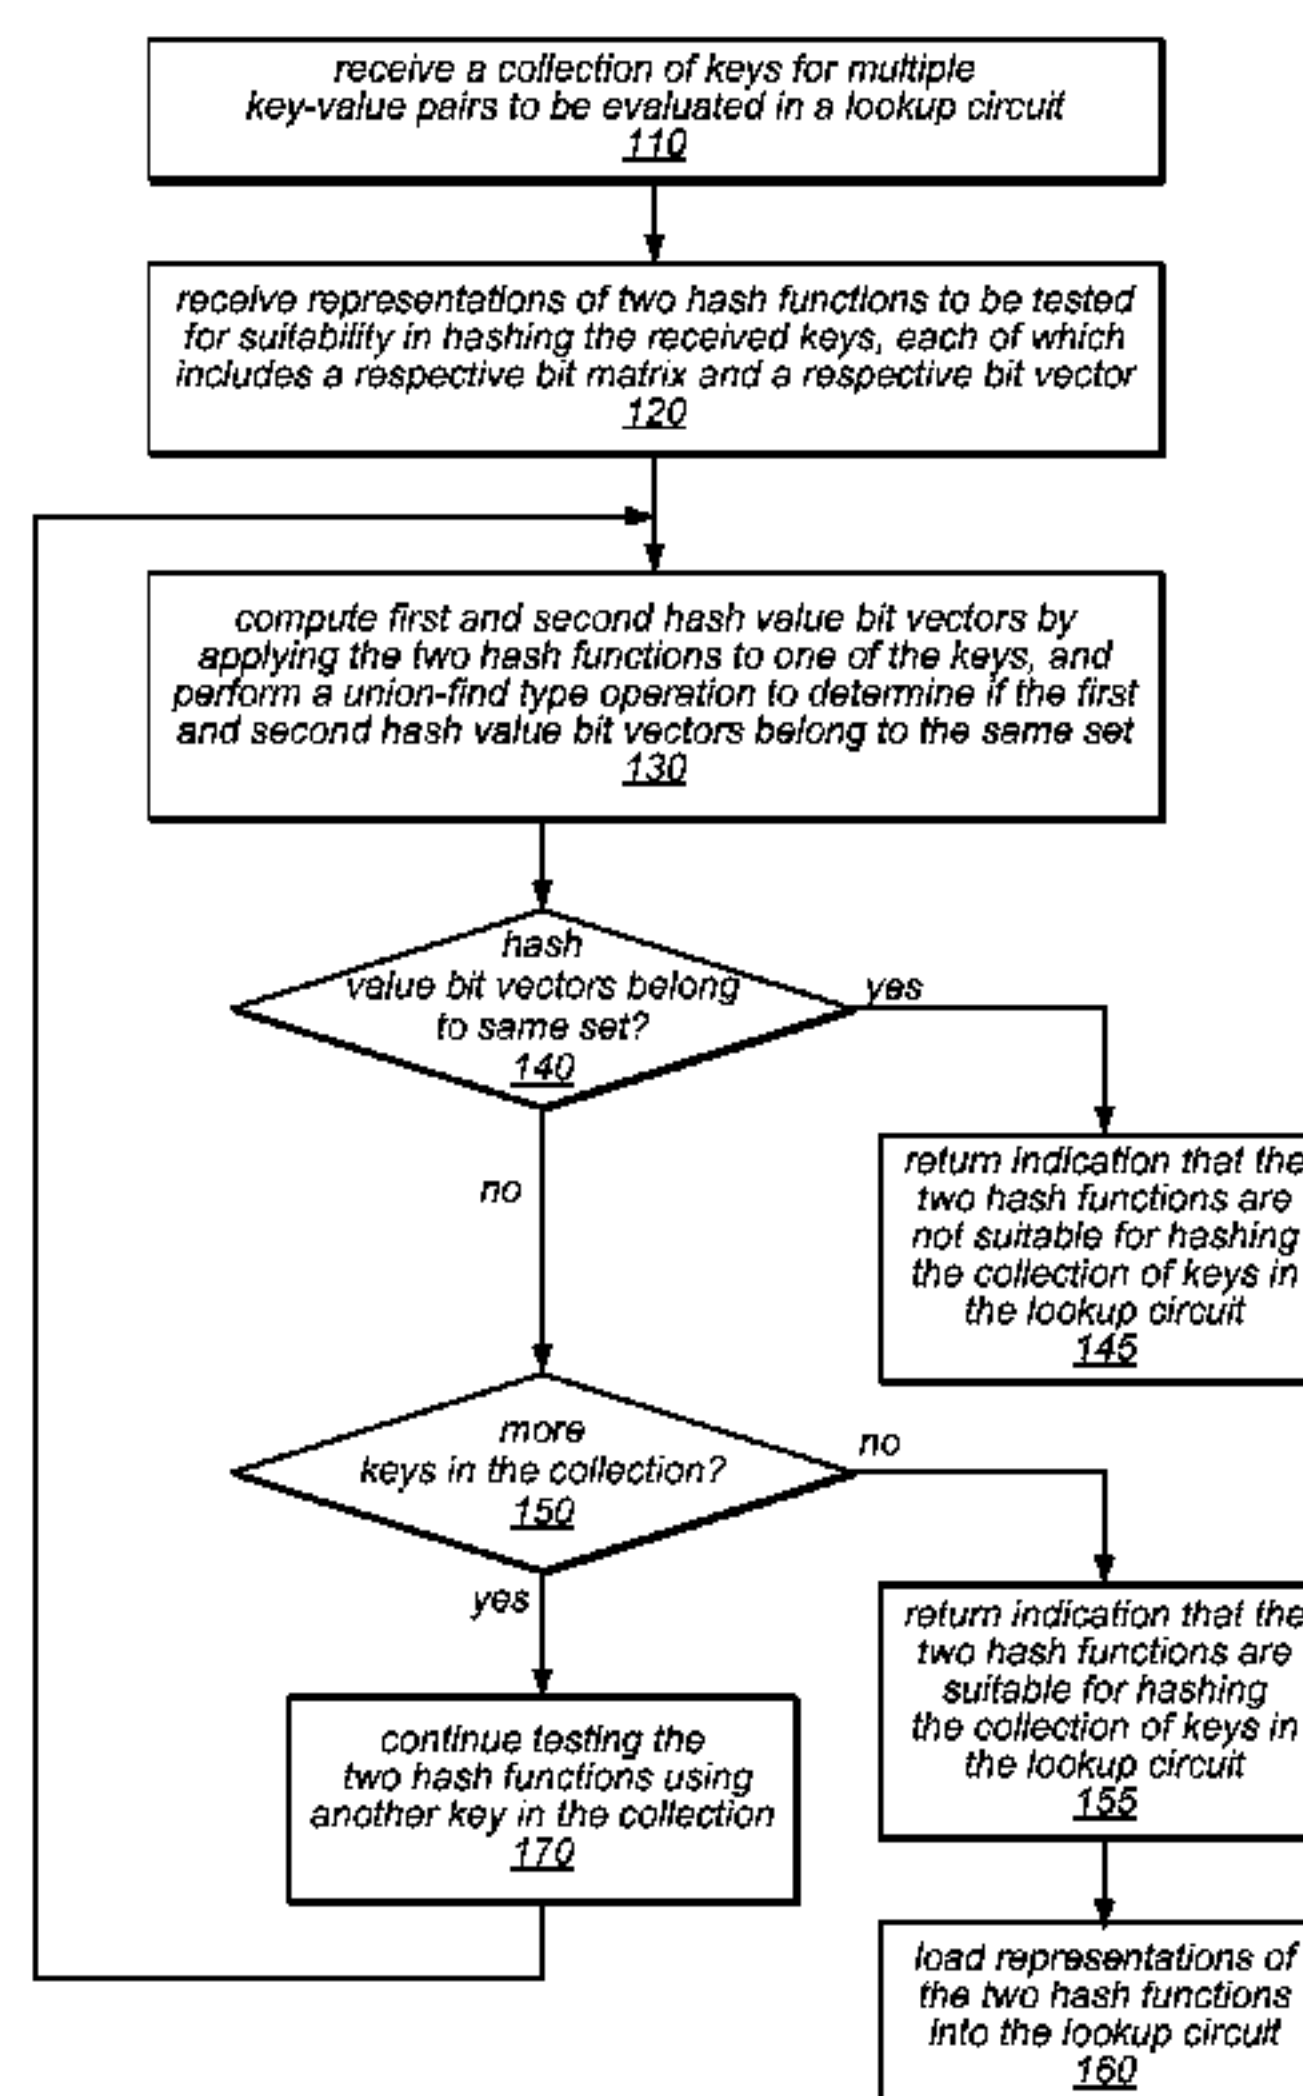 receive a collection of keys for multiple
key-value pairs to be evaluated in a lookup circuit
110
receive representations of two hash functions to be tested
for suitability in hashing the received keys, each of which
includes a respective bit matrix and a respective bit vector
120
compute first and second hash value bit vectors by
applying the two hash functions to one of the keys, and
perform a union-find type operation to determine if the first
and second hash value bit vectors belong to the same set
130
hash
value bit vectors belong
to same set?
140
yes
no
return indication that the
two hash functions are
not suitable for hashing
the collection of keys in
the lookup circuit
145
more
keys in the collection?
150
no
yes
return indication that the
two hash functions are
suitable for hashing
the collection of keys in
the lookup circuit
155
continue testing the
two hash functions using
another key in the collection
170
load representations of
the two hash functions
into the lookup circuit
160